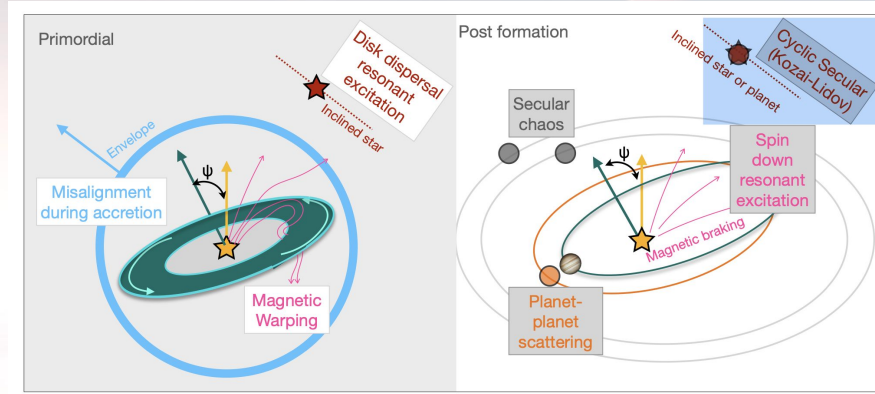 Primordial
Disk dispersal
resonant
excitation
Inclined star
Envelope
Misalignment
during accretion
ψ
Magnetic
Warping
Post formation
Inclined star or planet
Cyclic Secular
(Kozai-Lidov)
Secular
chaos
ψ
Spin
down
resonant
excitation
Magnetic braking
Planet-
planet
scattering